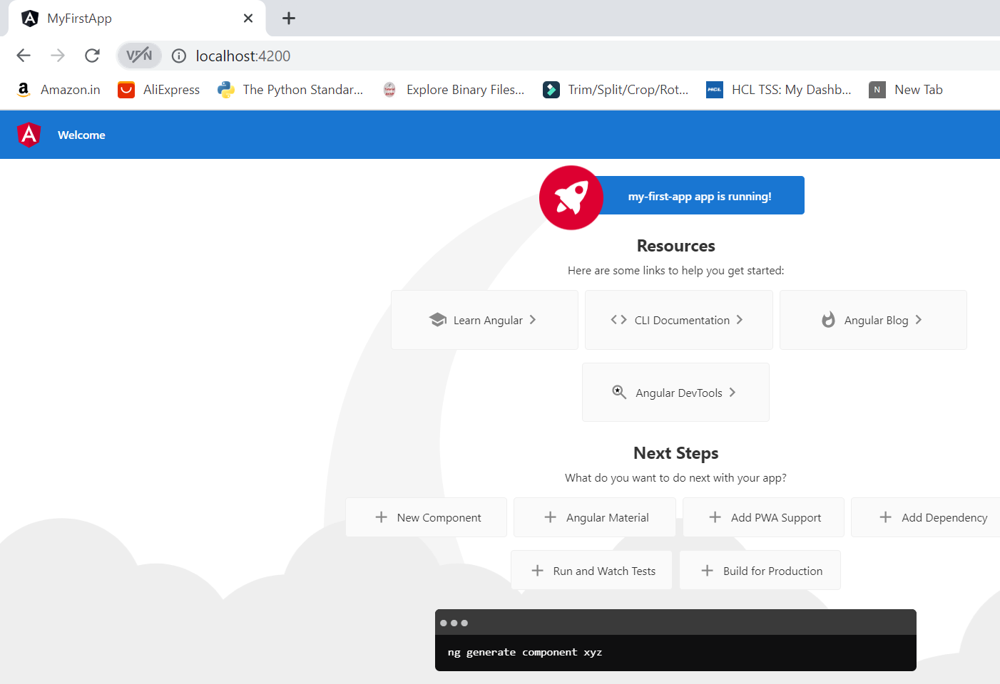 MyFirstApp
VPN
localhost:4200
Amazon.in AliExpress The Python Standar... Explore Binary Files... Trim/Split/Crop/Rot... HCL HCL TSS: My Dashb... N New Tab
Welcome
my-first-app app is running!
Resources
Here are some links to help you get started:
Learn Angular CLI Documentation Angular Blog
Angular DevTools
Next Steps
What do you want to do next with your app?
New Component Angular Material Add PWA Support Add Dependency
Run and Watch Tests Build for Production
ng generate component xyz